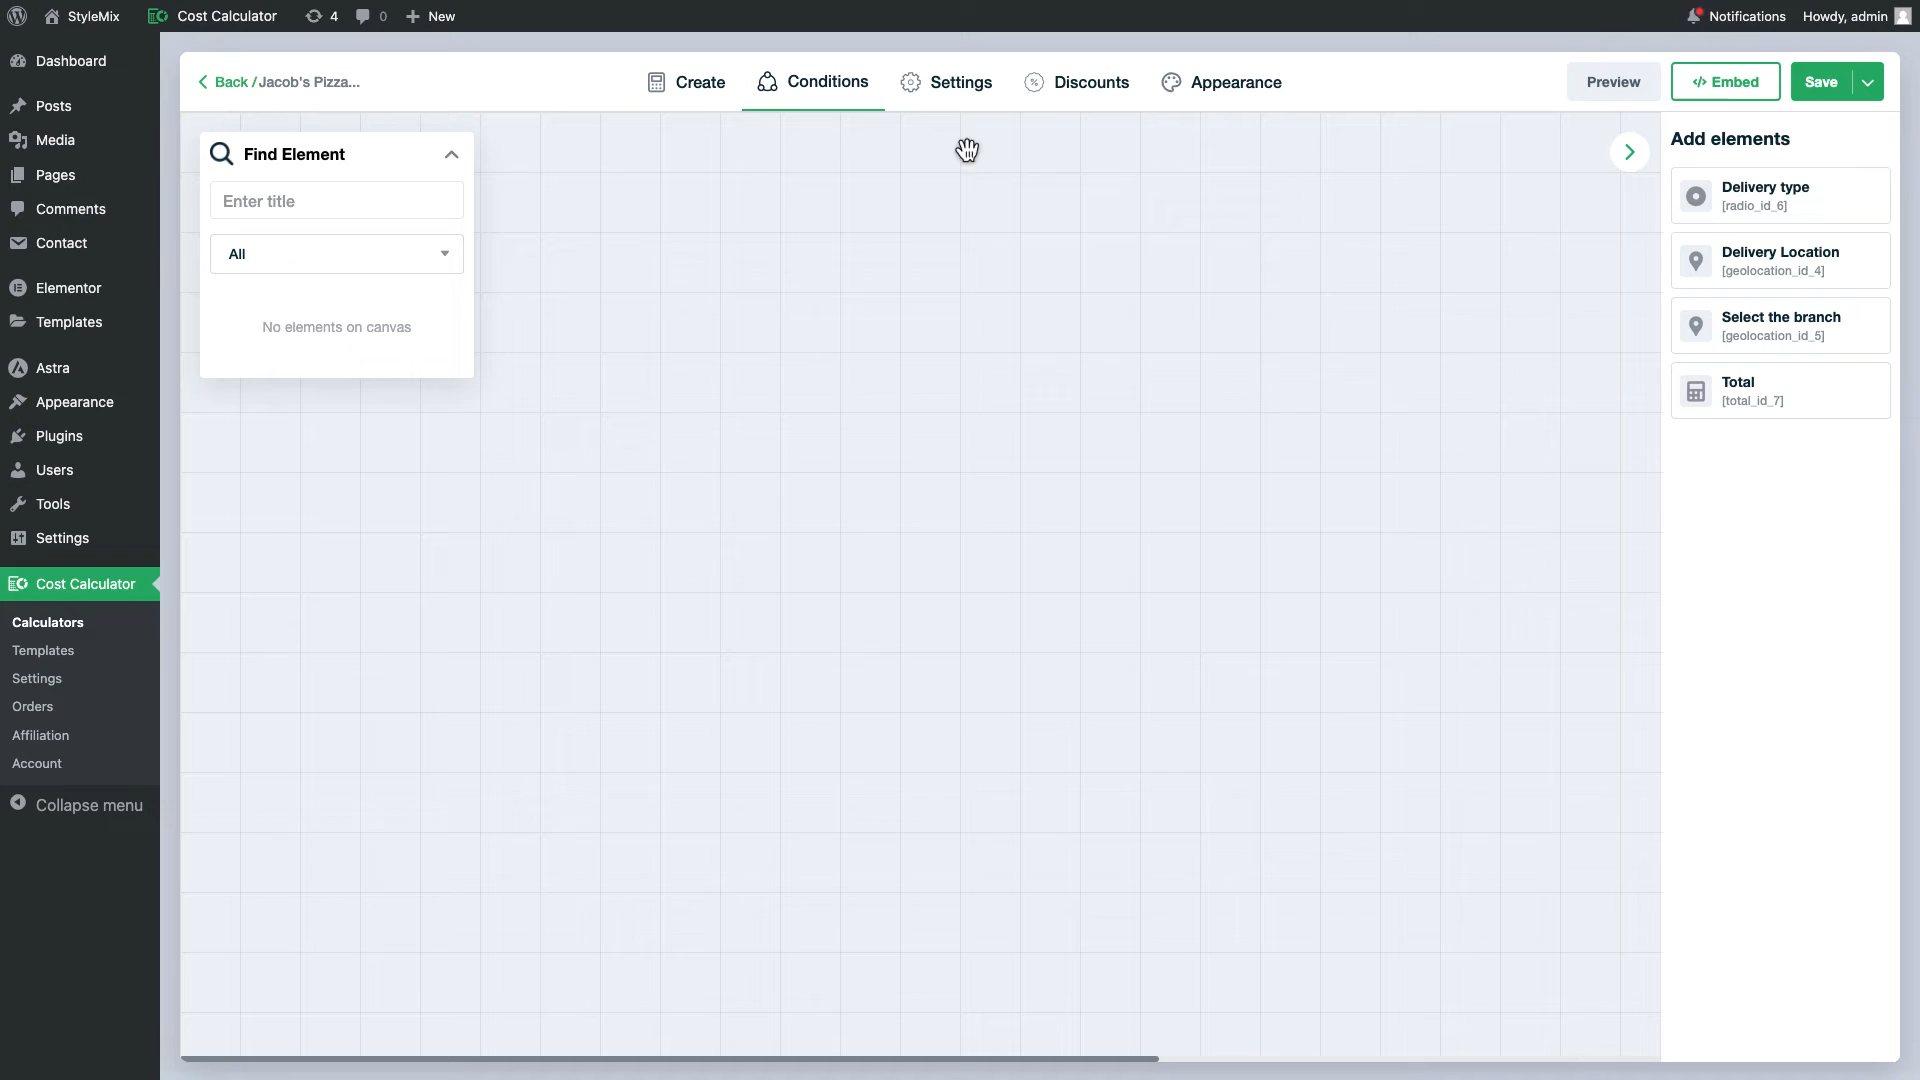 StyleMix
Cost Calculator
4
0
New
Notifications
Howdy, admin
Dashboard
Posts
Media
Pages
Comments
Contact
Elementor
Templates
Astra
Appearance
Plugins
Users
Tools
Settings
Cost Calculator
Calculators
Templates
Settings
Orders
Affiliation
Account
Collapse menu
Back / Jacob's Pizza...
Create
Conditions
Settings
Discounts
Appearance
Preview
Embed
Save
Find Element
Enter title
All
No elements on canvas
Add elements
Delivery type
[radio_id_6]
Delivery Location
[geolocation_id_4]
Select the branch
[geolocation_id_5]
Total
[total_id_7]